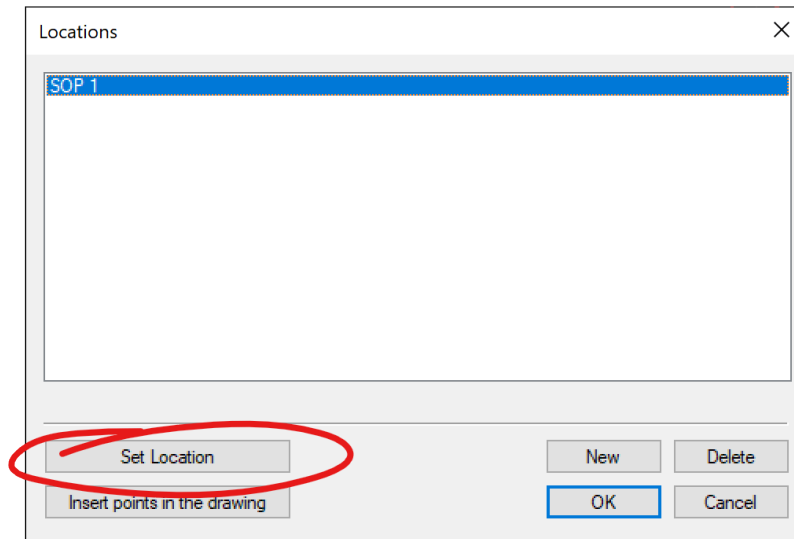 Locations
SOP 1
Set Location
New
Delete
Insert points in the drawing
OK
Cancel